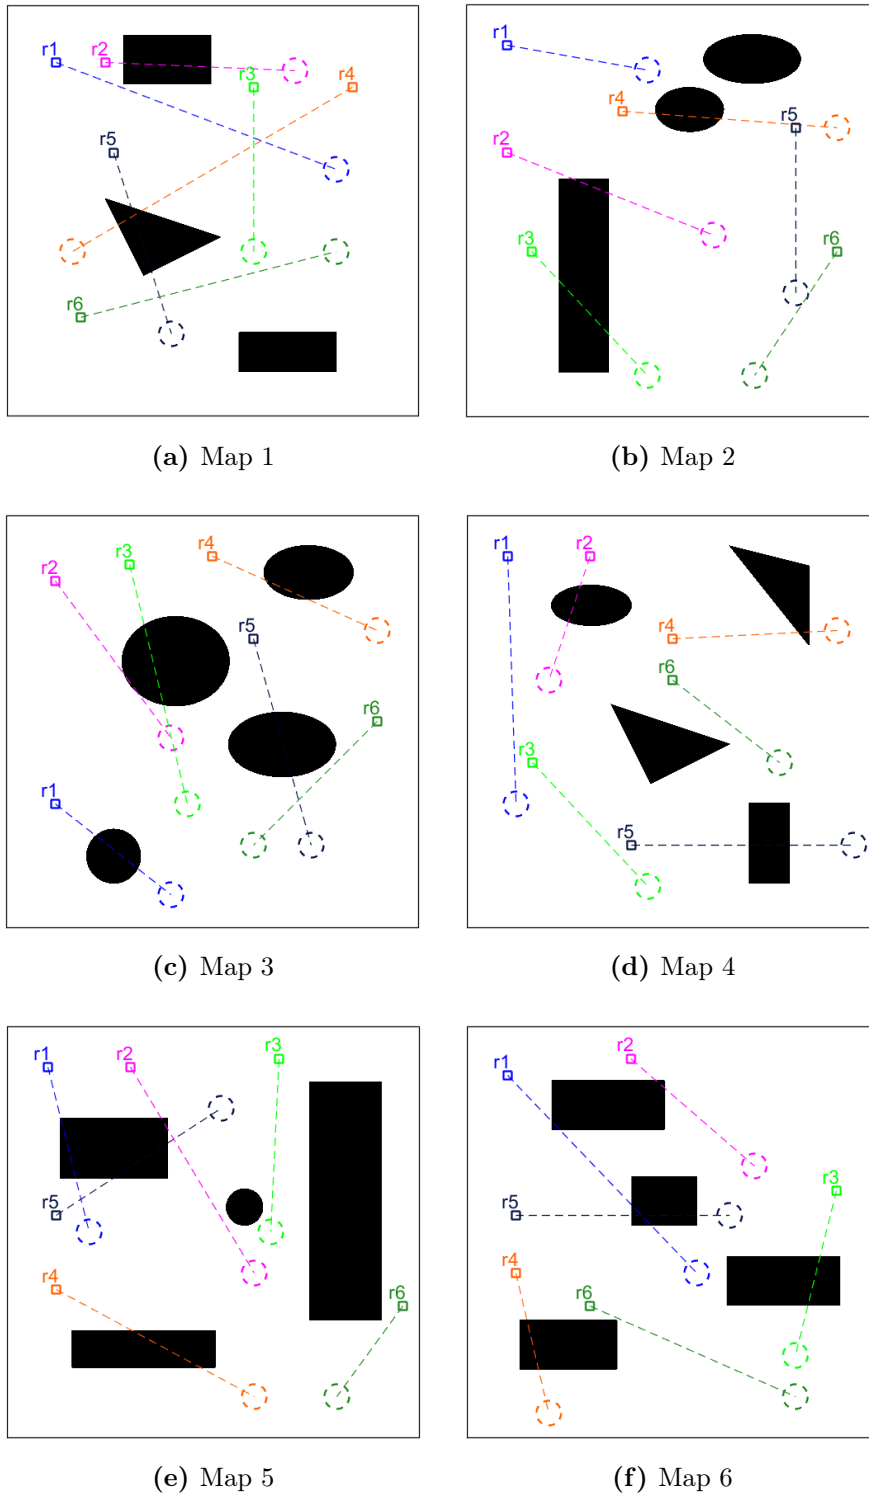 r1 r2 r3 r4
r5
r6
(a) Map 1
r1
r4 r5
r2
r3 r6
(b) Map 2
r2 r3 r4
r5
r6
r1
(c) Map 3
r1 r2
r4
r6
r3
r5
(d) Map 4
r1 r2 r3
r5
r4 r6
(e) Map 5
r1 r2
r3
r5
r4 r6
(f) Map 6